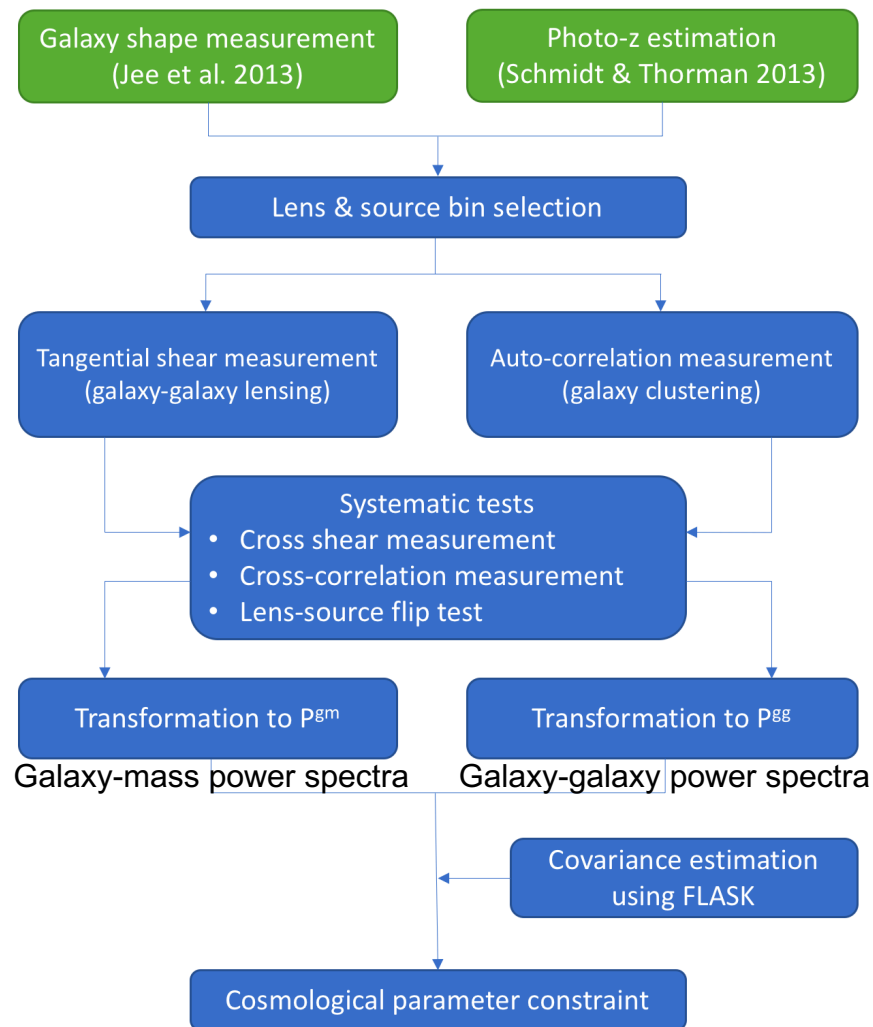 Galaxy shape measurement
(Jee et al. 2013)
Photo-z estimation
(Schmidt & Thorman 2013)
Lens & source bin selection
Tangential shear measurement
(galaxy-galaxy lensing)
Auto-correlation measurement
(galaxy clustering)
Systematic tests
• Cross shear measurement
• Cross-correlation measurement
• Lens-source flip test
Transformation to Pᵍᵐ
Transformation to Pᵍᵍ
Galaxy-mass power spectra
Galaxy-galaxy power spectra
Covariance estimation
using FLASK
Cosmological parameter constraint